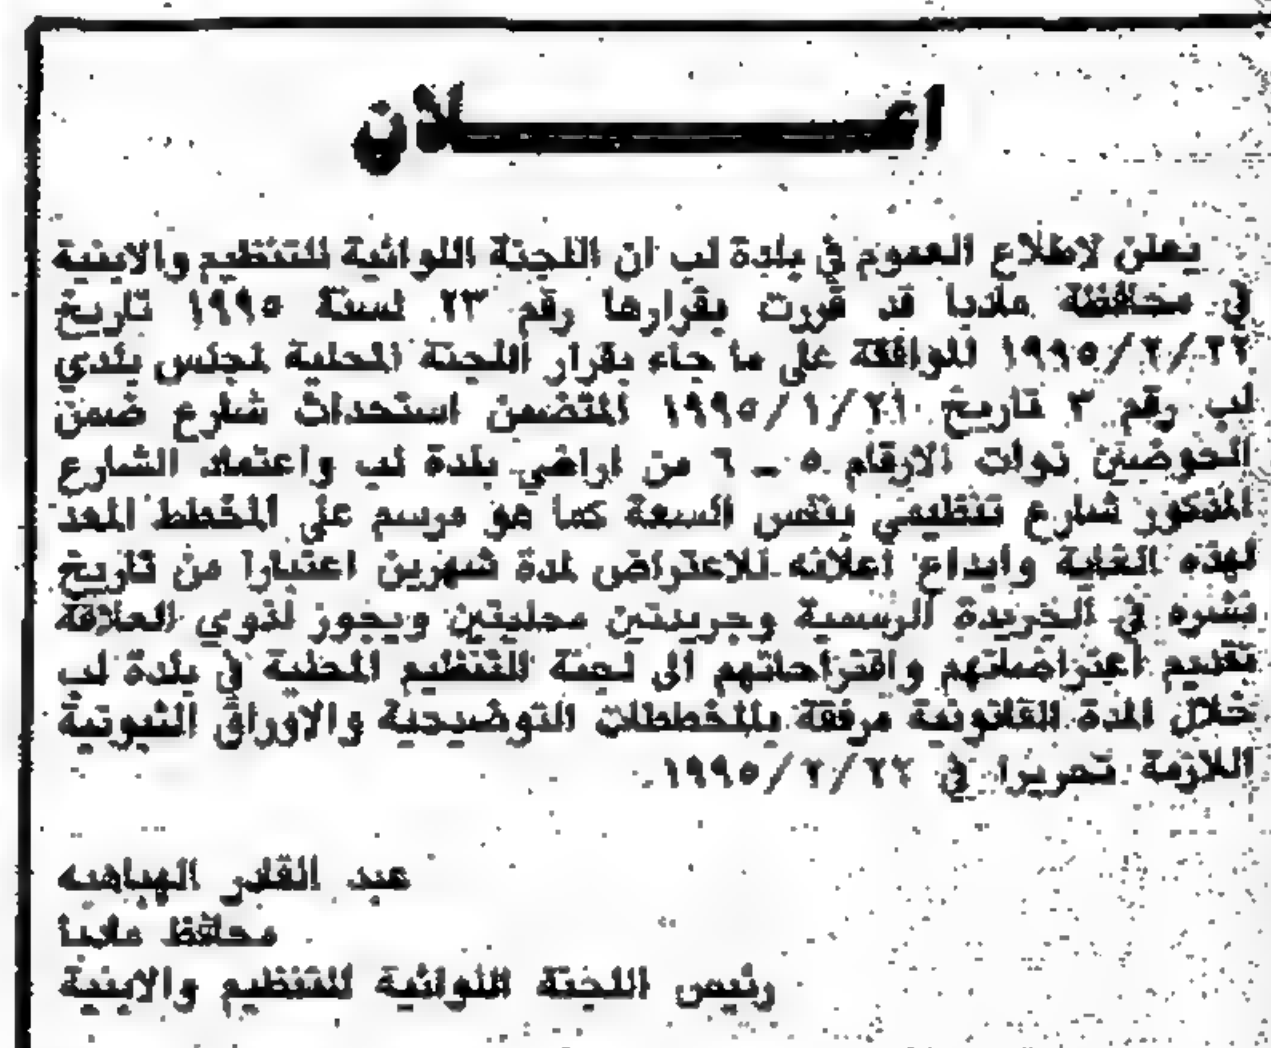 اعــــــــلان
يعلن لاطلاع العموم في بلدة لب ان اللجنة اللوائية للتنظيم والابنية
في محافظة مادبا قد قررت بقرارها رقم ٢٣ لسنة ١٩٩٥ تاريخ
١٩٩٥/٢/٢٢ الموافقة على ما جاء بقرار اللجنة المحلية لمجلس بلدي
لب رقم ٣ تاريخ ١٩٩٥/١/٢١ المتضمن استحداث شارع ضمن
الحوضين ذوات الارقام ٥ ــ ٦ من اراضي بلدة لب واعتماد الشارع
المذكور شارع تنظيمي بنفس السعة كما هو مرسم على المخطط المعد
لهذه الغاية وايداع اعلانه للاعتراض لمدة شهرين اعتبارا من تاريخ
نشره في الجريدة الرسمية وجريدتين محليتين ويجوز لذوي العلاقة
تقديم اعتراضاتهم واقتراحاتهم الى لجنة التنظيم المحلية في بلدة لب
خلال المدة القانونية مرفقة بالمخططات التوضيحية والاوراق الثبوتية
اللازمة تحريرا في ١٩٩٥/٢/٢٢.
عبد القادر الهباهبه
محافظ مادبا
رئيس اللجنة اللوائية للتنظيم والابنية